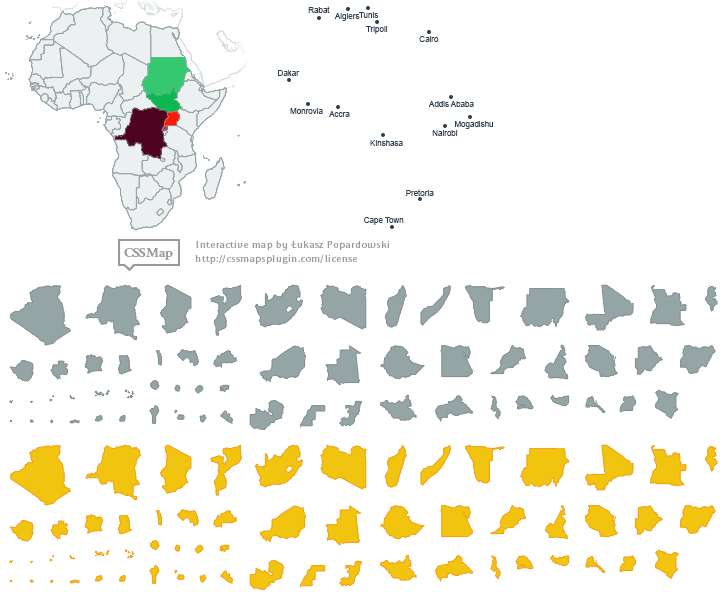 Rabat
Algiers
Tunis
Tripoli
Cairo
Dakar
Monrovia
Accra
Addis Ababa
Mogadishu
Nairobi
Kinshasa
Pretoria
Cape Town
CSSMap
Interactive map by Łukasz Popardowski
http://cssmapsplugin.com/license